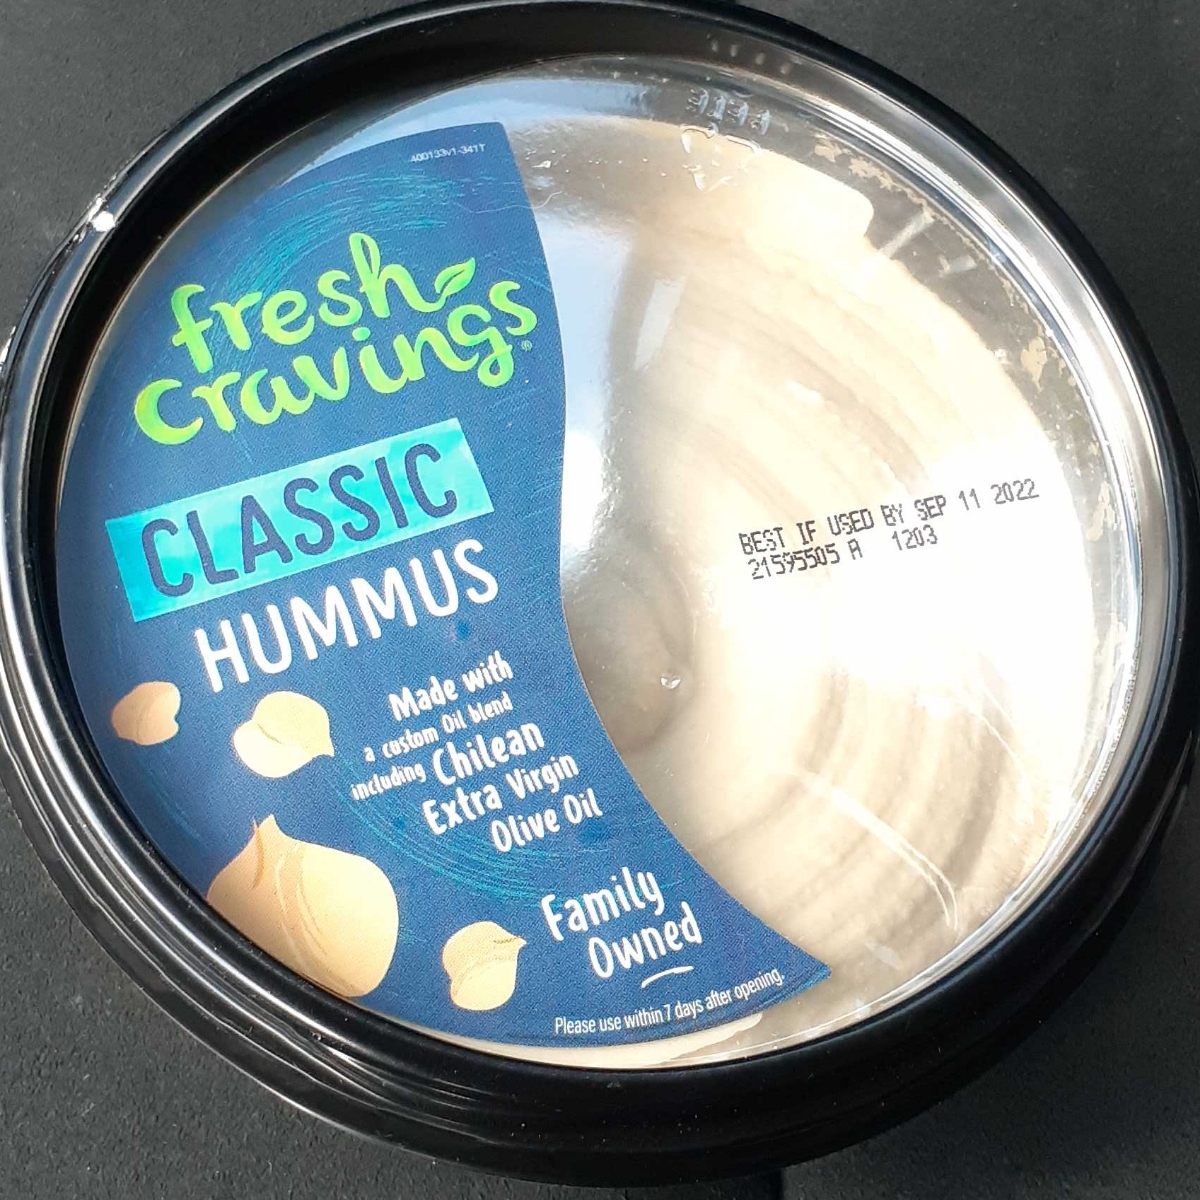 400133v1-341T
fresh
cravings®
CLASSIC
HUMMUS
Made with
a custom Oil blend
including Chilean
Extra Virgin
Olive Oil
Family
Owned
Please use within 7 days after opening.
BEST IF USED BY SEP 11 2022
21595505 A 1203